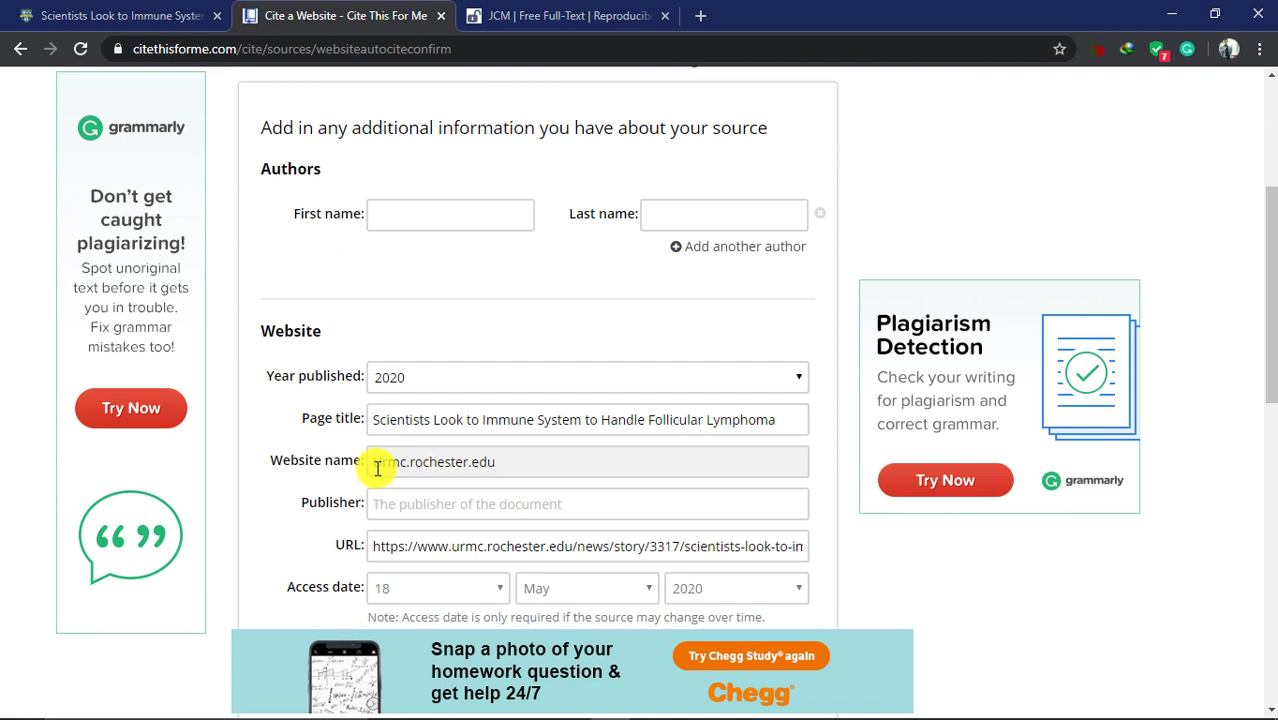 Scientists Look to Immune Syster
Cite a Website - Cite This For Me
JCM | Free Full-Text | Reproducib
citethisforme.com/cite/sources/websiteautociteconfirm
7
grammarly
Don't get
caught
plagiarizing!
Spot unoriginal
text before it gets
you in trouble.
Fix grammar
mistakes too!
Try Now
Add in any additional information you have about your source
Authors
First name:
Last name:
Add another author
Website
Year published:
2020
Page title:
Scientists Look to Immune System to Handle Follicular Lymphoma
Website name:
urmc.rochester.edu
Publisher:
The publisher of the document
URL:
https://www.urmc.rochester.edu/news/story/3317/scientists-look-to-in
Access date:
18
May
2020
Note: Access date is only required if the source may change over time.
Plagiarism
Detection
Check your writing
for plagiarism and
correct grammar.
Try Now
grammarly
Snap a photo of your
homework question &
get help 24/7
Try Chegg Study® again
Chegg®